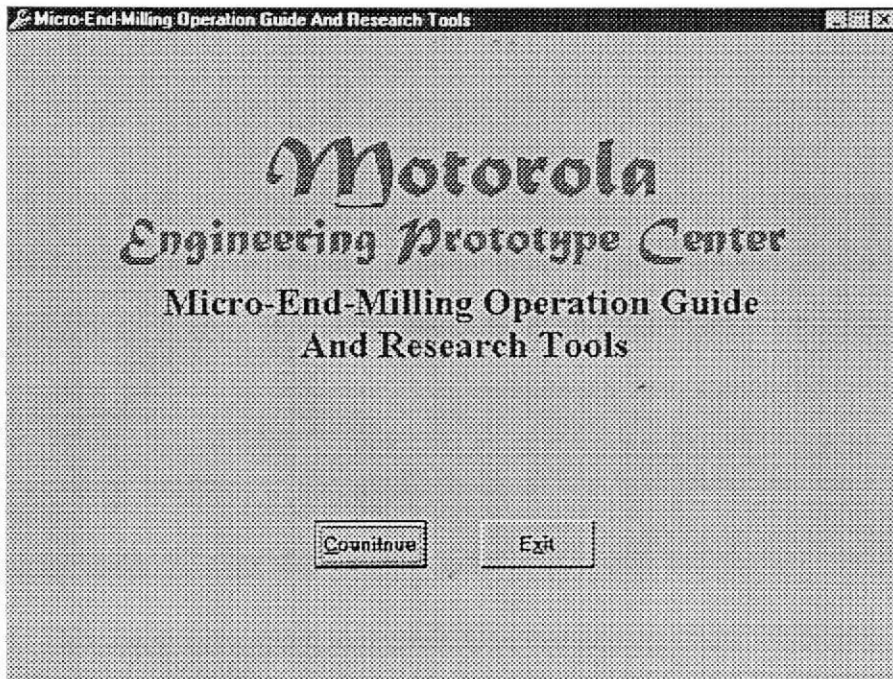 Micro-End-Milling Operation Guide And Research Tools
Motorola
Engineering Prototype Center
Micro-End-Milling Operation Guide
And Research Tools
Counitnue Exit